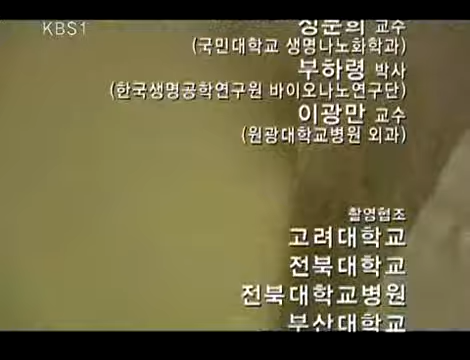 KBS1
정문희 교수
(국민대학교 생명나노화학과)
부하령 박사
(한국생명공학연구원 바이오나노연구단)
이광만 교수
(원광대학교병원 외과)
촬영협조
고려대학교
전북대학교
전북대학교병원
부산대학교